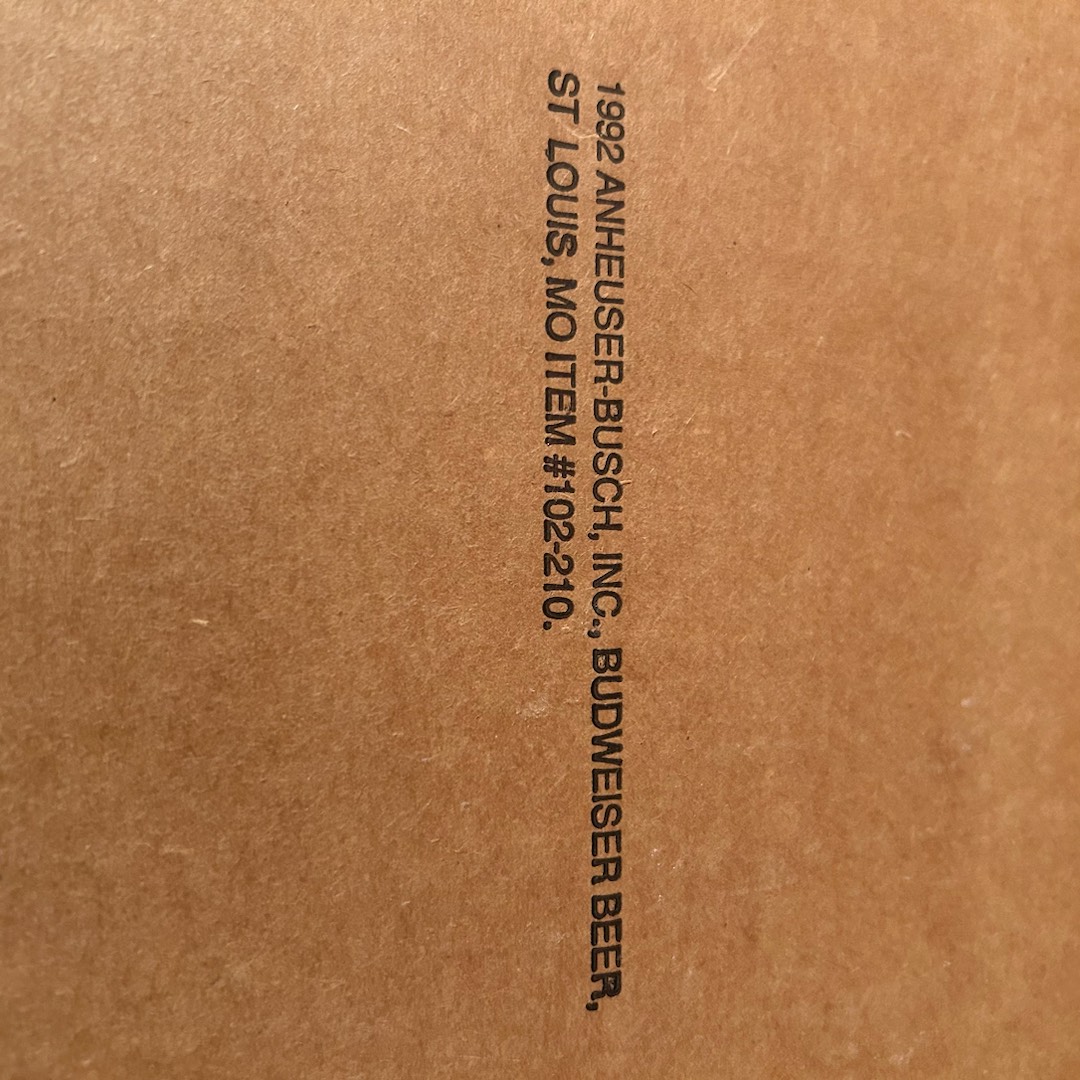 1992 ANHEUSER-BUSCH, INC., BUDWEISER BEER,
ST LOUIS, MO ITEM #102-210.